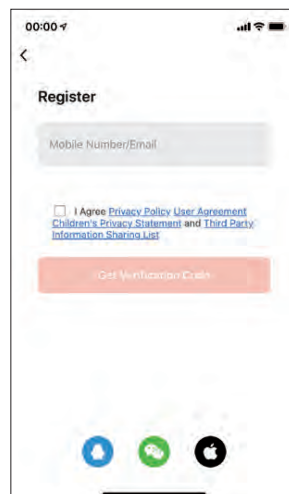 00:00
Register
Mobile Number/Email
I Agree Privacy Policy User Agreement
Children's Privacy Statement and Third Party
Information Sharing List
Get Verification Code